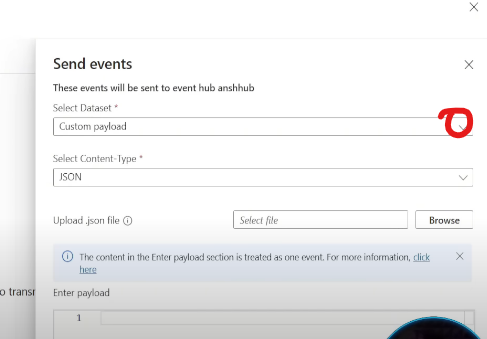 Send events
These events will be sent to event hub anshhub
Select Dataset *
Custom payload
Select Content-Type *
JSON
Upload .json file
Select file
Browse
The content in the Enter payload section is treated as one event. For more information, click
here
o transm
Enter payload
1